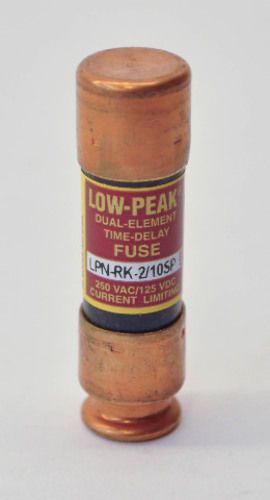 LOW-PEAK
DUAL-ELEMENT
TIME-DELAY
FUSE
LPN-RK-2/10SP
250 VAC/125 VDC
CURRENT LIMITING